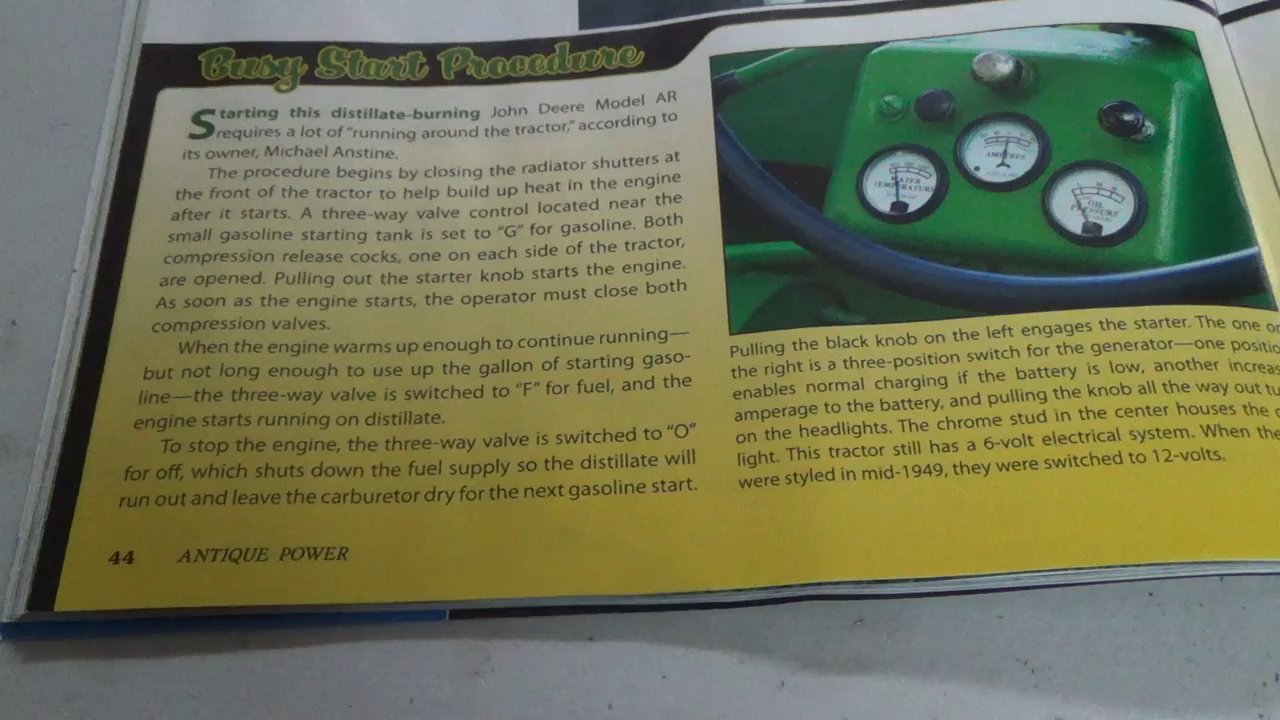 Busy Start Procedure
Starting this distillate-burning John Deere Model AR
requires a lot of "running around the tractor," according to
its owner, Michael Anstine.
The procedure begins by closing the radiator shutters at
the front of the tractor to help build up heat in the engine
after it starts. A three-way valve control located near the
small gasoline starting tank is set to "G" for gasoline. Both
compression release cocks, one on each side of the tractor,
are opened. Pulling out the starter knob starts the engine.
As soon as the engine starts, the operator must close both
compression valves.
When the engine warms up enough to continue running—
but not long enough to use up the gallon of starting gaso-
line—the three-way valve is switched to "F" for fuel, and the
engine starts running on distillate.
To stop the engine, the three-way valve is switched to "O"
for off, which shuts down the fuel supply so the distillate will
run out and leave the carburetor dry for the next gasoline start.
WATER
TEMPERATURE
AMPERES
OIL
PRESSURE
Pulling the black knob on the left engages the starter. The one
the right is a three-position switch for the generator—one
enables normal charging if the battery is low, another
amperage to the battery, and pulling the knob all the way out
on the headlights. The chrome stud in the center houses the
light. This tractor still has a 6-volt electrical system. When the
were styled in mid-1949, they were switched to 12-volts.
44 ANTIQUE POWER